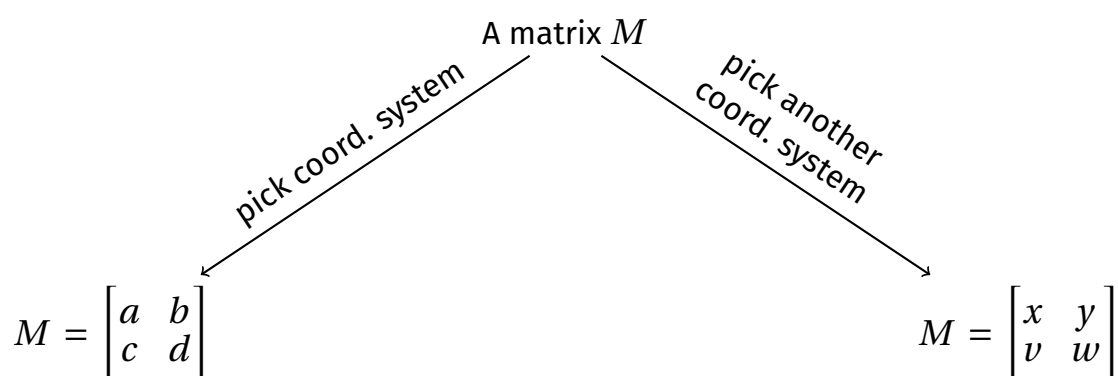 A matrix M
pick coord. system
pick another
coord. system
M = [a b
c d]
M = [x y
v w]